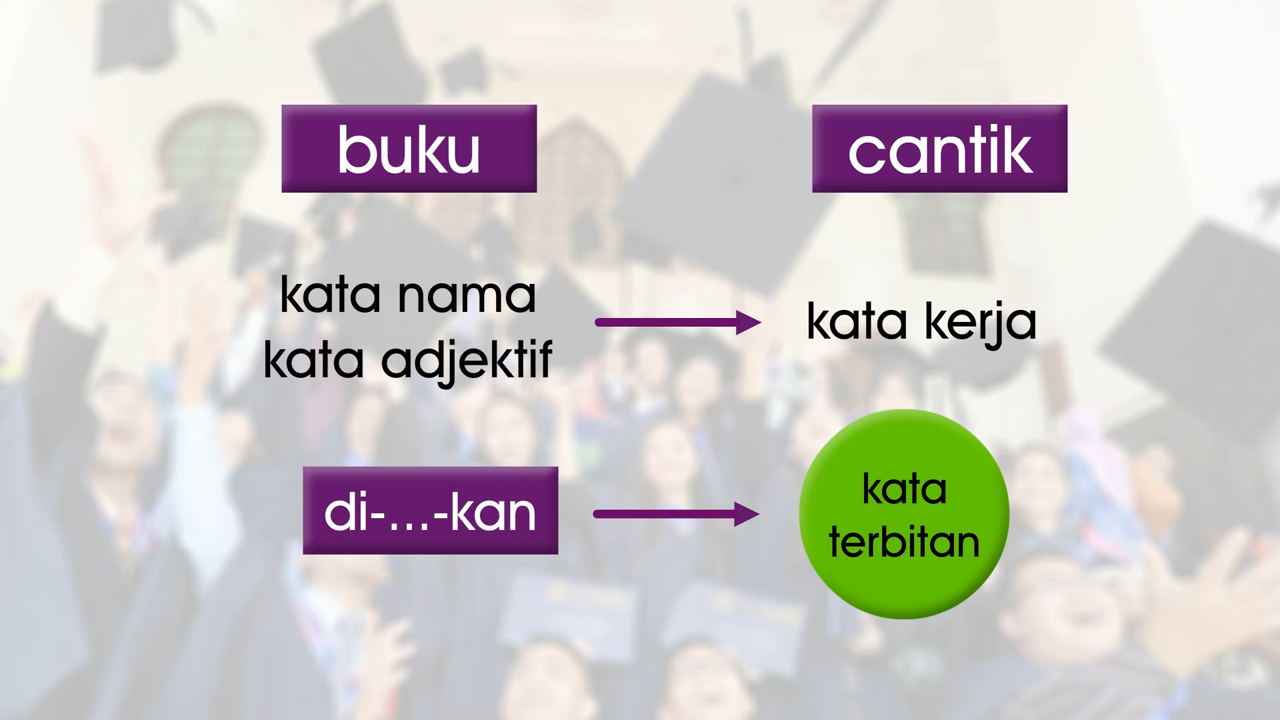 buku
cantik
kata nama
kata adjektif
kata kerja
di-...-kan
kata
terbitan